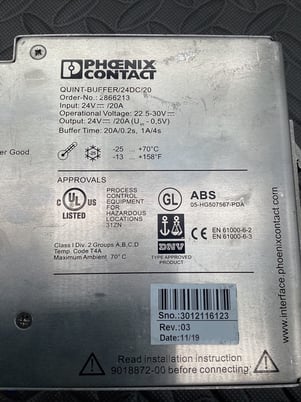 PHŒNIX
CONTACT
QUINT-BUFFER/24DC/20
Order-No.: 2866213
Input: 24V⎓/20A
Operational Voltage: 22.5-30V⎓
Output: 24V⎓/20A (Uin - 0,5V)
Buffer Time: 20A/0.2s, 1A/4s
er Good
-25 ... +70°C
-13 ... +158°F
-25
APPROVALS
UL
LISTED
PROCESS
CONTROL
EQUIPMENT
FOR
HAZARDOUS
LOCATIONS
31ZN
GL
ABS
05-HG507567-PDA
DNV
TYPE APPROVED
PRODUCT
CE EN 61000-6-2
EN 61000-6-3
Class I Div. 2 Groups A,B,C,D
Temp. Code T4A
Maximum Ambient 70° C
www.interface.phoenixcontact.com
Sno.:3012116123
Rev.:03
Date:11/19
Read installation instruction
9018872-00 before connecting